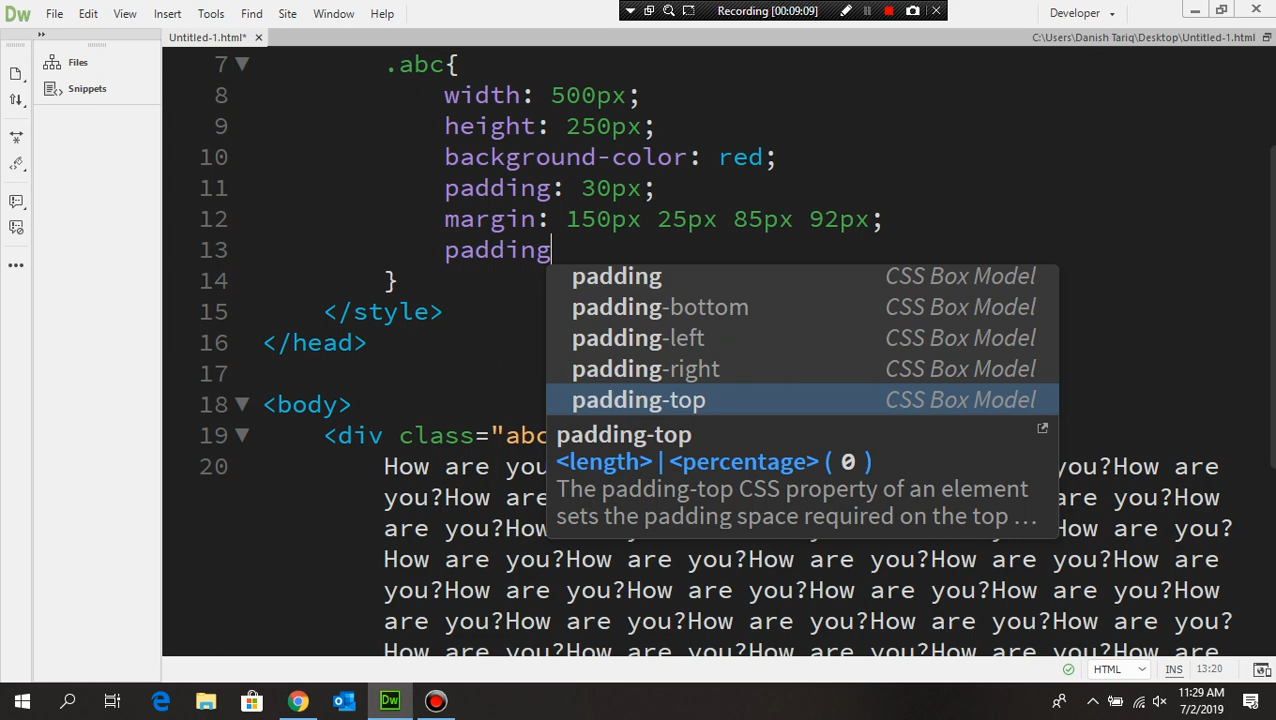 Dw File Edit View Insert Tools Find Site Window Help Recording [00:09:09] Developer
Untitled-1.html* C:\Users\Danish Tariq\Desktop\Untitled-1.html
Files
Snippets
7 .abc{
8 width: 500px;
9 height: 250px;
10 background-color: red;
11 padding: 30px;
12 margin: 150px 25px 85px 92px;
13 padding
14 }
15 </style>
16 </head>
17
18 <body>
19 <div class="abc
20 How are you you?How are
you?How are you?How
are you?How are you?
How are you?How are you?How are you?How are
you?How are you?How are you?How are you?How
are you?How are you?How are you?How are you?
How are you?How are you?How are you?How are
padding CSS Box Model
padding-bottom CSS Box Model
padding-left CSS Box Model
padding-right CSS Box Model
padding-top CSS Box Model
padding-top
<length>|<percentage> ( 0 )
The padding-top CSS property of an element
sets the padding space required on the top ...
HTML INS 13:20
Dw 11:29 AM
7/2/2019